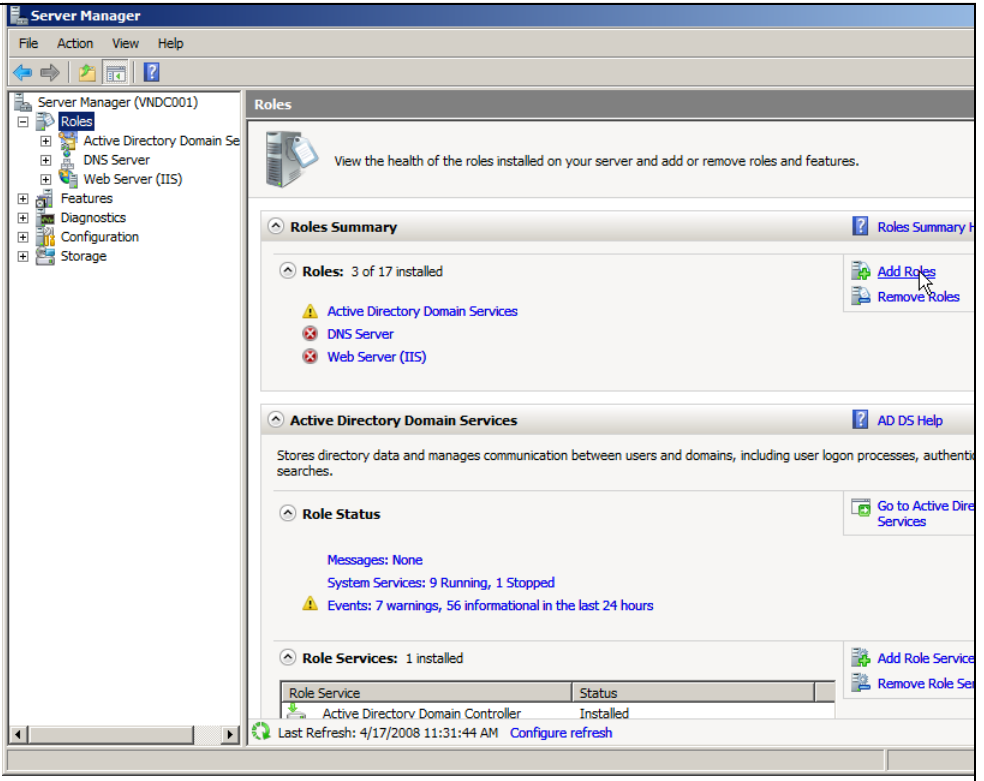 Server Manager
File Action View Help
Server Manager (VNDC001)
Roles
Active Directory Domain Se
DNS Server
Web Server (IIS)
Features
Diagnostics
Configuration
Storage
Roles
View the health of the roles installed on your server and add or remove roles and features.
Roles Summary
Roles Summary H
Roles: 3 of 17 installed
Add Roles
Remove Roles
Active Directory Domain Services
DNS Server
Web Server (IIS)
Active Directory Domain Services
AD DS Help
Stores directory data and manages communication between users and domains, including user logon processes, authentic
searches.
Role Status
Go to Active Dire
Services
Messages: None
System Services: 9 Running, 1 Stopped
Events: 7 warnings, 56 informational in the last 24 hours
Role Services: 1 installed
Add Role Service
Remove Role Ser
Role Service Status
Active Directory Domain Controller Installed
Last Refresh: 4/17/2008 11:31:44 AM Configure refresh